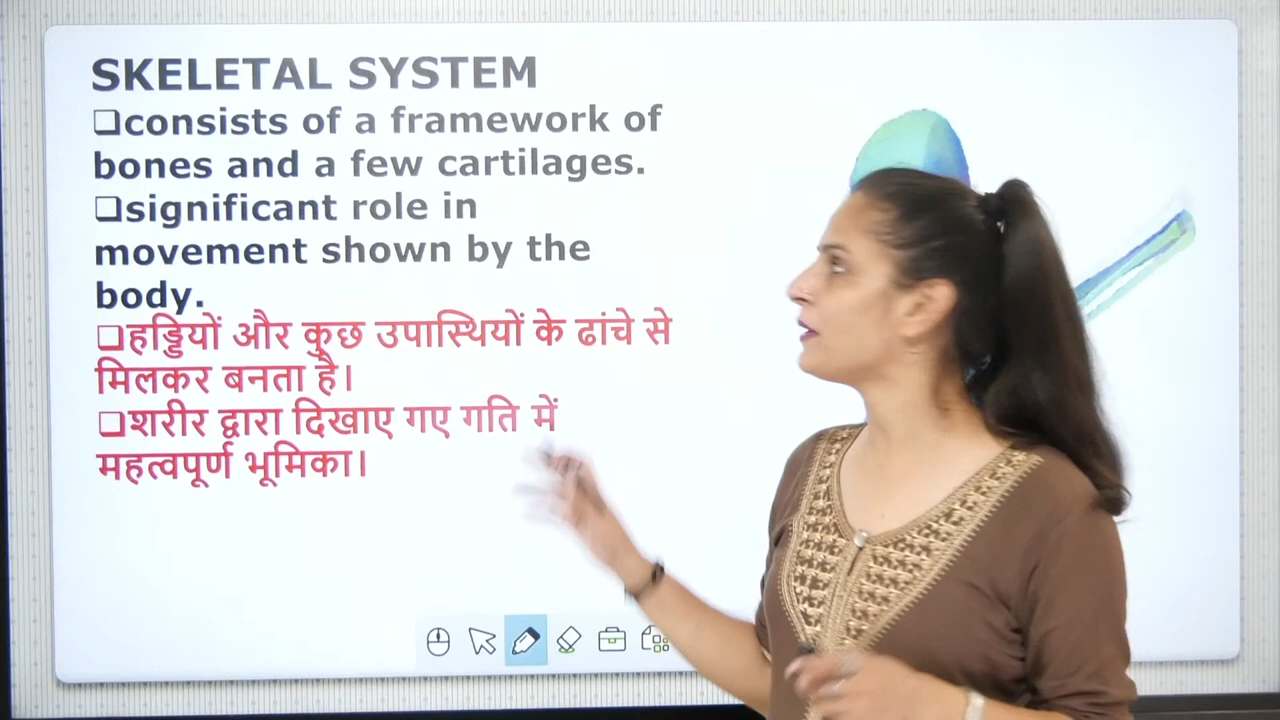 SKELETAL SYSTEM
❑consists of a framework of
bones and a few cartilages.
❑significant role in
movement shown by the
body.
❑हड्डियों और कुछ उपास्थियों के ढांचे से
मिलकर बनता है।
❑शरीर द्वारा दिखाए गए गति में
महत्वपूर्ण भूमिका।